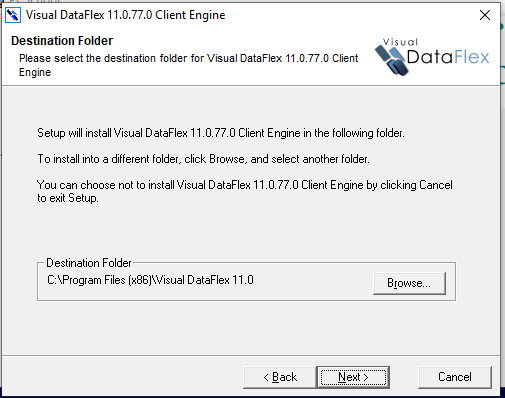 Visual DataFlex 11.0.77.0 Client Engine
Destination Folder
Please select the destination folder for Visual DataFlex 11.0.77.0 Client
Engine
Visual
DataFlex
Setup will install Visual DataFlex 11.0.77.0 Client Engine in the following folder.
To install into a different folder, click Browse, and select another folder.
You can choose not to install Visual DataFlex 11.0.77.0 Client Engine by clicking Cancel
to exit Setup.
Destination Folder
C:\Program Files (x86)\Visual DataFlex 11.0
Browse...
< Back
Next >
Cancel